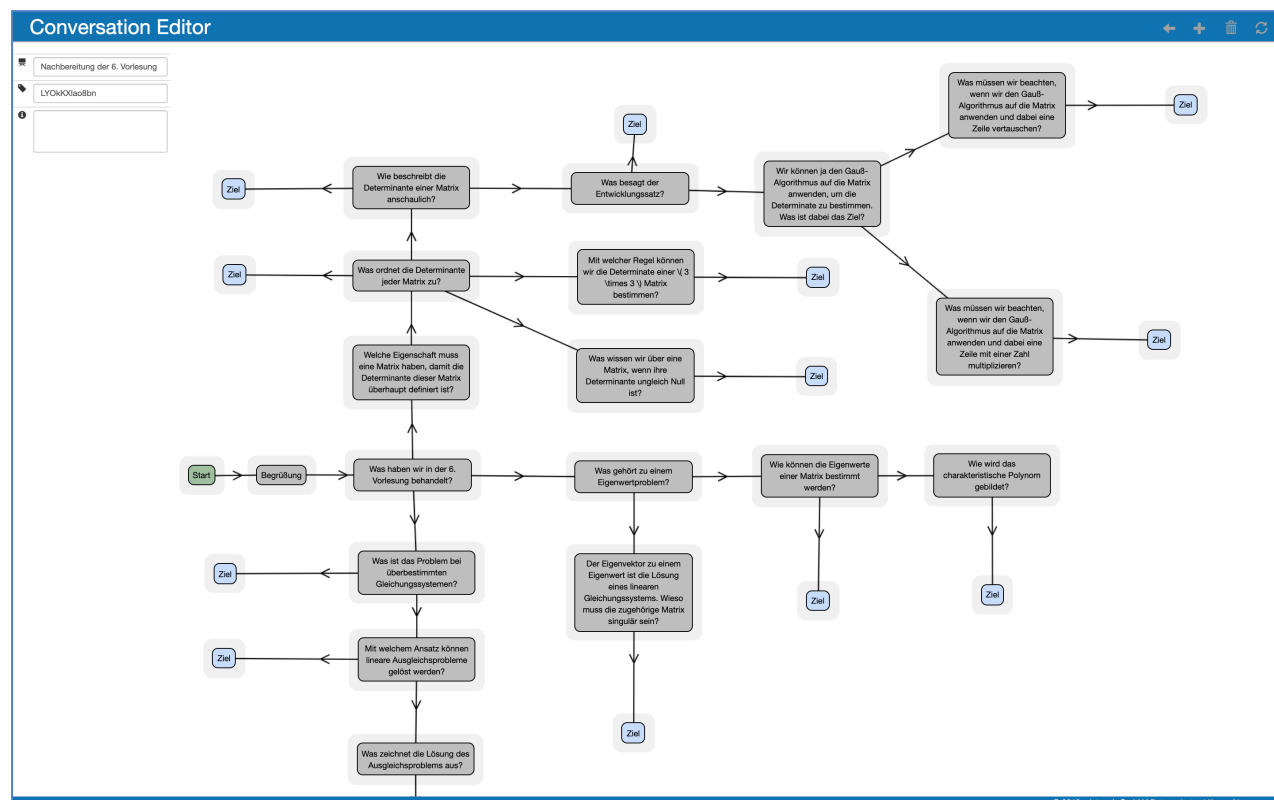 Conversation Editor
Nachbereitung der 6. Vorlesung
LYOkKXlao8bn
Was müssen wir beachten,
wenn wir den Gauß-
Algorithmus auf die Matrix
anwenden und dabei eine
Zeile vertauschen?
Ziel
Ziel
Wie beschreibt die
Determinante einer Matrix
anschaulich?
Ziel
Was besagt der
Entwicklungssatz?
Wir können ja den Gauß-
Algorithmus auf die Matrix
anwenden, um die
Determinate zu bestimmen.
Was ist dabei das Ziel?
Ziel
Was ordnet die Determinante
jeder Matrix zu?
Mit welcher Regel können
wir die Determinate einer \( 3
\times 3 \) Matrix
bestimmen?
Ziel
Was müssen wir beachten,
wenn wir den Gauß-
Algorithmus auf die Matrix
anwenden und dabei eine
Zeile mit einer Zahl
multiplizieren?
Ziel
Welche Eigenschaft muss
eine Matrix haben, damit die
Determinante dieser Matrix
überhaupt definiert ist?
Was wissen wir über eine
Matrix, wenn ihre
Determinante ungleich Null
ist?
Ziel
Start
Begrüßung
Was haben wir in der 6.
Vorlesung behandelt?
Was gehört zu einem
Eigenwertproblem?
Wie können die Eigenwerte
einer Matrix bestimmt
werden?
Wie wird das
charakteristische Polynom
gebildet?
Ziel
Was ist das Problem bei
überbestimmten
Gleichungssystemen?
Der Eigenvektor zu einem
Eigenwert ist die Lösung
eines linearen
Gleichungssystems. Wieso
muss die zugehörige Matrix
singulär sein?
Ziel
Ziel
Ziel
Mit welchem Ansatz können
lineare Ausgleichsprobleme
gelöst werden?
Ziel
Was zeichnet die Lösung des
Ausgleichsproblems aus?